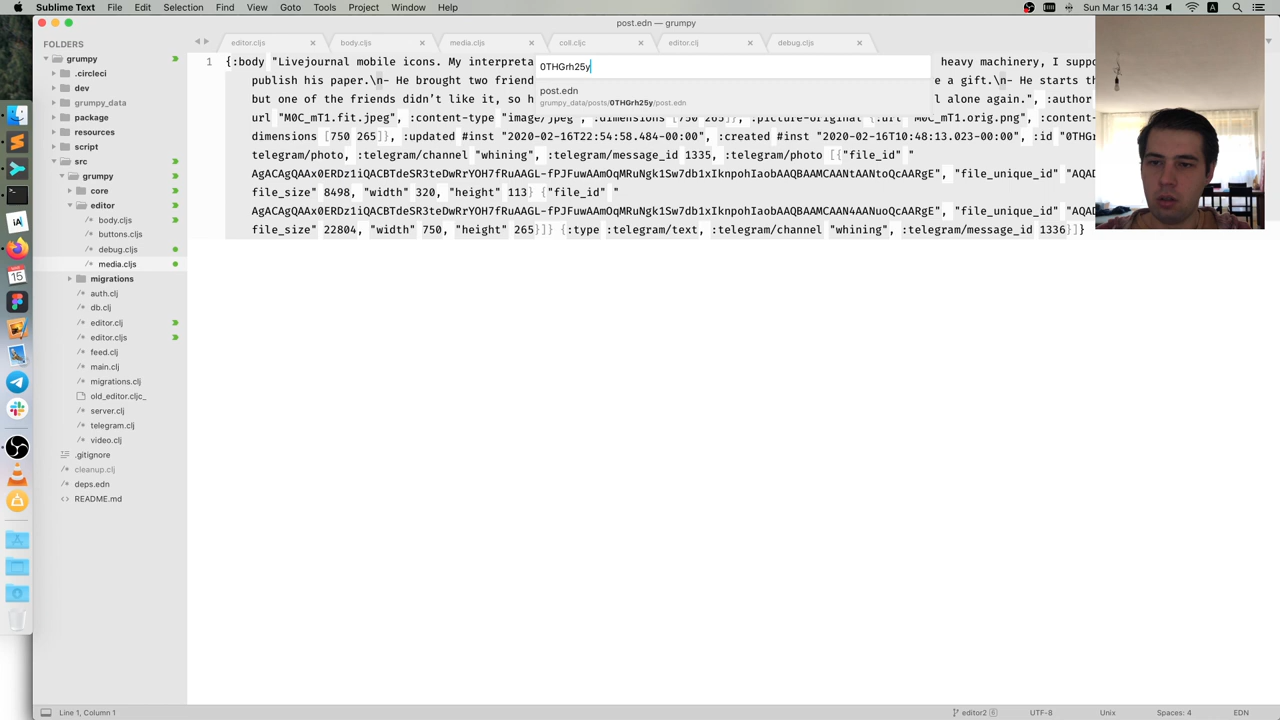 Sublime Text File Edit Selection Find View Goto Tools Project Window Help
Sun Mar 15 14:34
post.edn — grumpy
FOLDERS
grumpy
.circleci
dev
grumpy_data
package
resources
script
src
grumpy
core
editor
body.cljs
buttons.cljs
debug.cljs
media.cljs
migrations
auth.clj
db.clj
editor.clj
editor.cljs
feed.clj
main.clj
migrations.clj
old_editor.cljc_
server.clj
telegram.clj
video.clj
.gitignore
cleanup.clj
deps.edn
README.md
editor.cljs
body.cljs
media.cljs
coll.cljc
editor.clj
debug.cljs
0THGrh25y
post.edn
grumpy_data/posts/0THGrh25y/post.edn
1 {:body "Livejournal mobile icons. My interpreta heavy machinery, I suppo
publish his paper.\n- He brought two friend e a gift.\n- He starts th
but one of the friends didn't like it, so h l alone again.", :author
url "M0C_mT1.fit.jpeg", :content-type "image/jpeg", :dimensions [750 265]}, :picture-original {:url "M0C_mT1.orig.png", :content-
dimensions [750 265]}, :updated #inst "2020-02-16T22:54:58.484-00:00", :created #inst "2020-02-16T10:48:13.023-00:00", :id "0THG
telegram/photo, :telegram/channel "whining", :telegram/message_id 1335, :telegram/photo [{"file_id" "
AgACAgQAAx0ERDz1iQACBTdeSR3teDwRrYOH7fRuAAGL-fPJFuwAAmOqMRuNgk1Sw7db1xIknpohIaobAAQBAAMCAANtAANtoQcAARgE", "file_unique_id" "AQAD
file_size" 8498, "width" 320, "height" 113} {"file_id" "
AgACAgQAAx0ERDz1iQACBTdeSR3teDwRrYOH7fRuAAGL-fPJFuwAAmOqMRuNgk1Sw7db1xIknpohIaobAAQBAAMCAAN4AANuoQcAARgE", "file_unique_id" "AQAD
file_size" 22804, "width" 750, "height" 265}]} {:type :telegram/text, :telegram/channel "whining", :telegram/message_id 1336}]}
iA
15
Line 1, Column 1
editor2 6
UTF-8
Unix
Spaces: 4
EDN